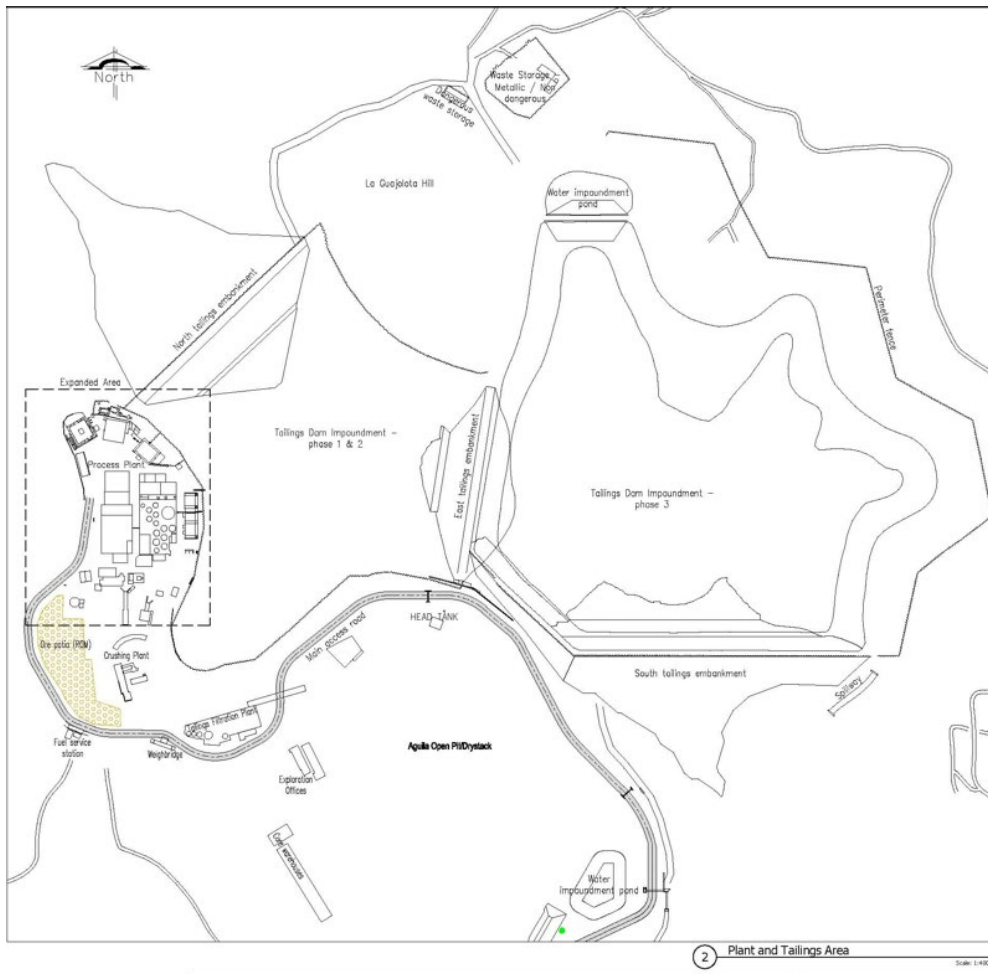 North
Waste Storage
Metallic / Non
dangerous
Dangerous
waste storage
La Guajolota Hill
Water impoundment
pond
North tailings embankment
Perimeter fence
Expanded Area
Tailings Dam Impoundment -
phase 1 & 2
East tailings embankment
Process Plant
Tailings Dam Impoundment -
phase 3
HEAD TANK
Main access road
Ore patio (ROM)
Crushing Plant
South tailings embankment
Spillway
Tailings Filtration Plant
Fuel service
station
Weighbridge
Aguila Open Pit/Drystack
Exploration
Offices
Core warehouses
Water
impoundment pond
2
Plant and Tailings Area